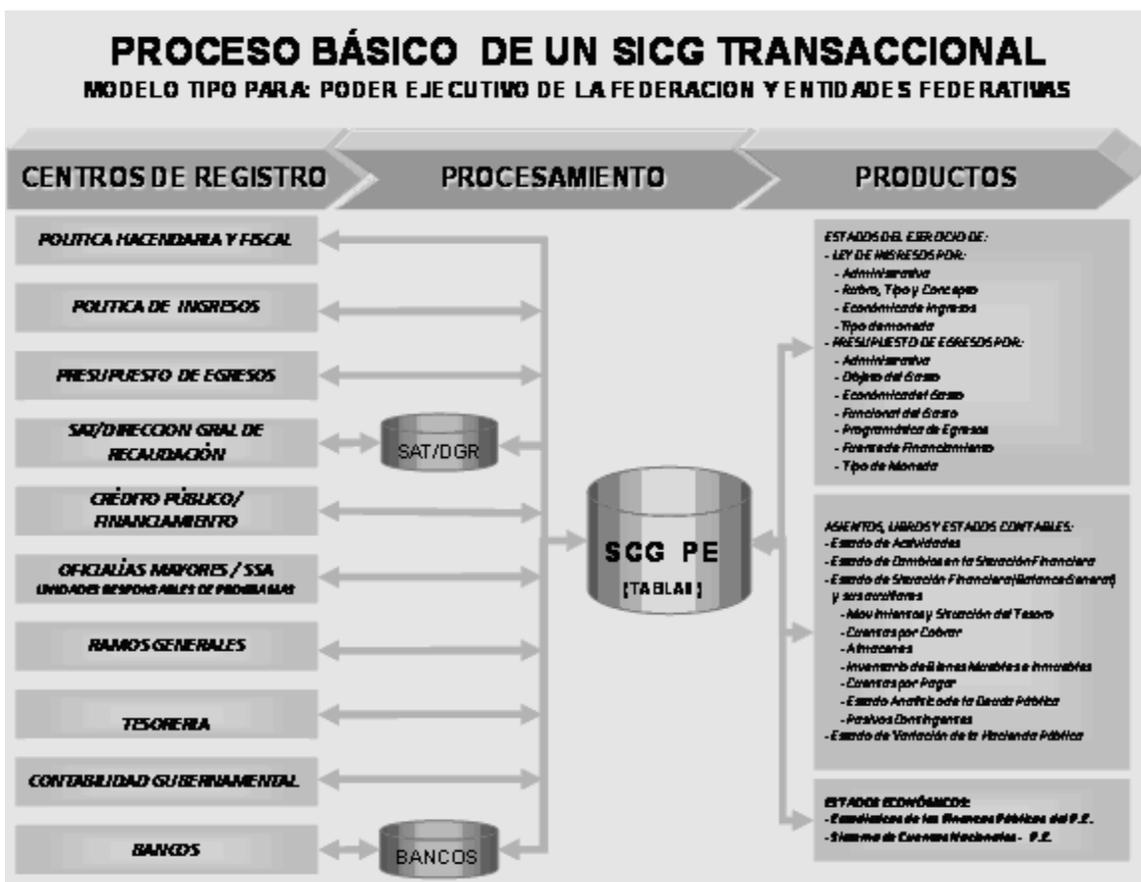 PROCESO BÁSICO DE UN SICG TRANSACCIONAL
MODELO TIPO PARA: PODER EJECUTIVO DE LA FEDERACION Y ENTIDADES FEDERATIVAS
CENTROS DE REGISTRO
PROCESAMIENTO
PRODUCTOS
POLITICA HACENDARIA Y FISCAL
POLITICA DE INGRESOS
PRESUPUESTO DE EGRESOS
SAT/DIRECCION GRAL DE
RECAUDACIÓN
CRÉDITO PÚBLICO/
FINANCIAMIENTO
OFICIALÍAS MAYORES / SSA
UNIDADES RESPONSABLES DE PROGRAMAS
RAMOS GENERALES
TESORERIA
CONTABILIDAD GUBERNAMENTAL
BANCOS
SAT/DGR
BANCOS
SCG PE
(TABLAS)
ESTADOS DEL EJERCICIO DE:
- LEY DE INGRESOS POR:
- Administrativa
- Rubro, Tipo y Concepto
- Económica de Ingresos
- Tipo de moneda
- PRESUPUESTO DE EGRESOS POR:
- Administrativa
- Objeto del Gasto
- Económica del Gasto
- Funcional del Gasto
- Programática de Egresos
- Fuente de Financiamiento
- Tipo de Moneda
ASIENTOS, LIBROS Y ESTADOS CONTABLES:
- Estado de Actividades
- Estado de Cambios en la Situación Financiera
- Estado de Situación Financiera(Balance General)
y sus auxiliares
- Movimientos y Situación del Tesoro
- Cuentas por Cobrar
- Almacenes
- Inventario de Bienes Muebles e Inmuebles
- Cuentas por Pagar
- Estado Analítico de la Deuda Pública
- Pasivos Contingentes
- Estado de Variación de la Hacienda Pública
ESTADOS ECONÓMICOS:
- Estadísticas de las Finanzas Públicas del P.E.
- Sistema de Cuentas Nacionales - P.E.